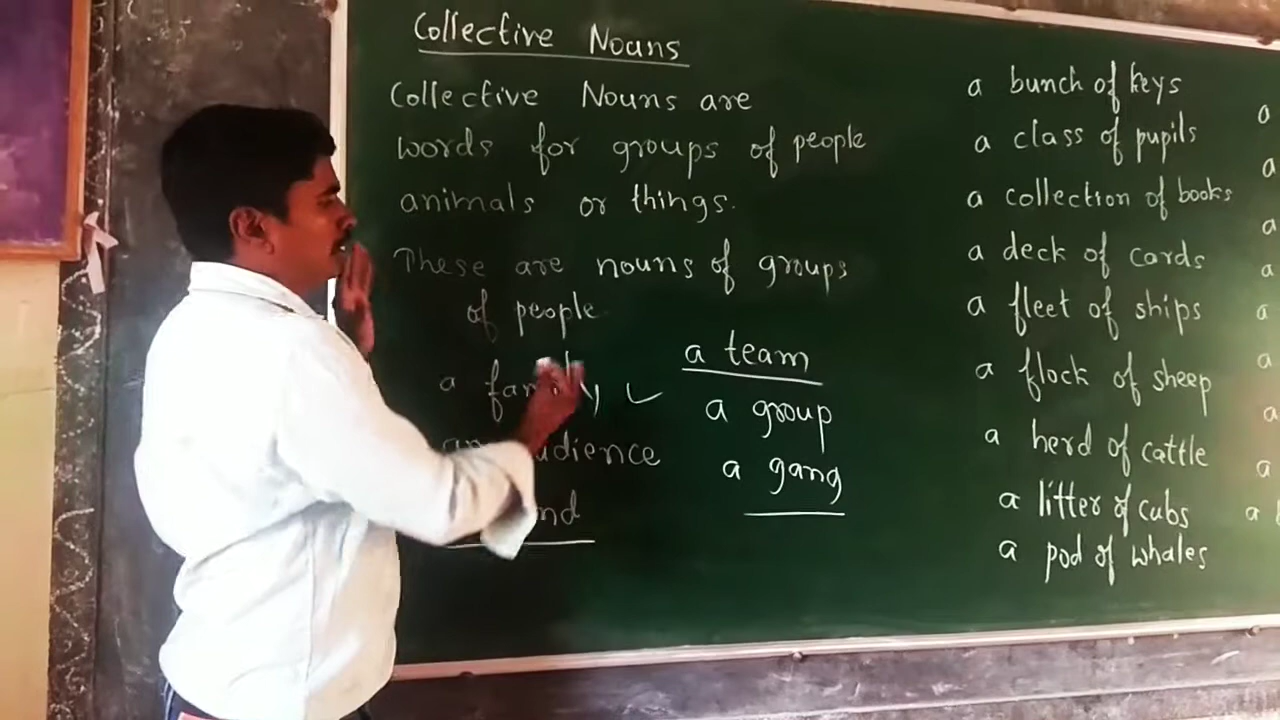 Collective Nouns
Collective Nouns are
words for groups of people
animals or things.
These are nouns of groups
of people
a family
a team
a group
a gang
a bunch of keys
a class of pupils
a collection of books
a deck of cards
a fleet of ships
a flock of sheep
a herd of cattle
a litter of cubs
a pod of whales
a
a
a
a
a
a
a
a
a